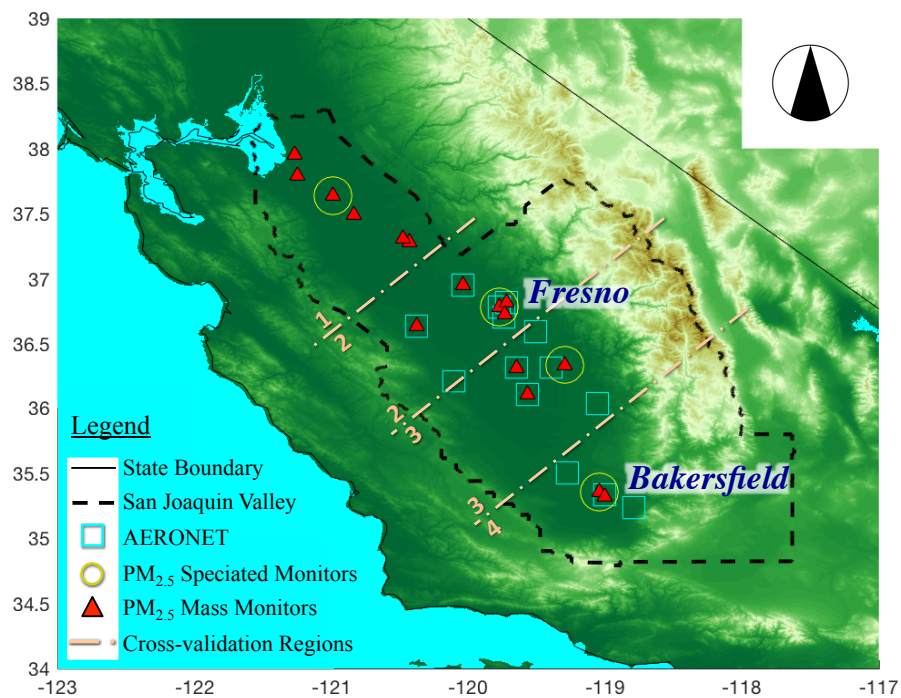 39
38.5
38
37.5
37
36.5
36
35.5
35
34.5
34
-123
-122
-121
-120
-119
-118
-117
Fresno
Bakersfield
1
2
2
3
3
4
Legend
State Boundary
San Joaquin Valley
AERONET
PM2.5 Speciated Monitors
PM2.5 Mass Monitors
Cross-validation Regions